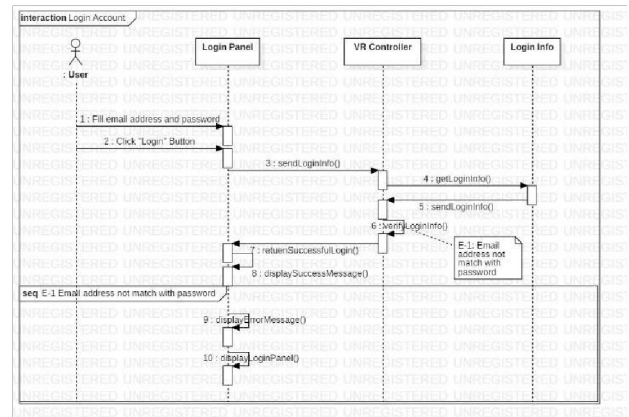 interaction Login Account
Login Panel
VR Controller
Login Info
: User
1 : Fill email address and password
2 : Click "Login" Button
3 : sendLoginInfo()
4 : getLoginInfo()
5 : sendLoginInfo()
6 : verifyLoginInfo()
E-1: Email
address not
match with
password
7 : retuenSuccessfulLogin()
8 : displaySuccessMessage()
seq E-1 Email address not match with password
9 : displayErrorMessage()
10 : displayLoginPanel()
UNREGISTERED